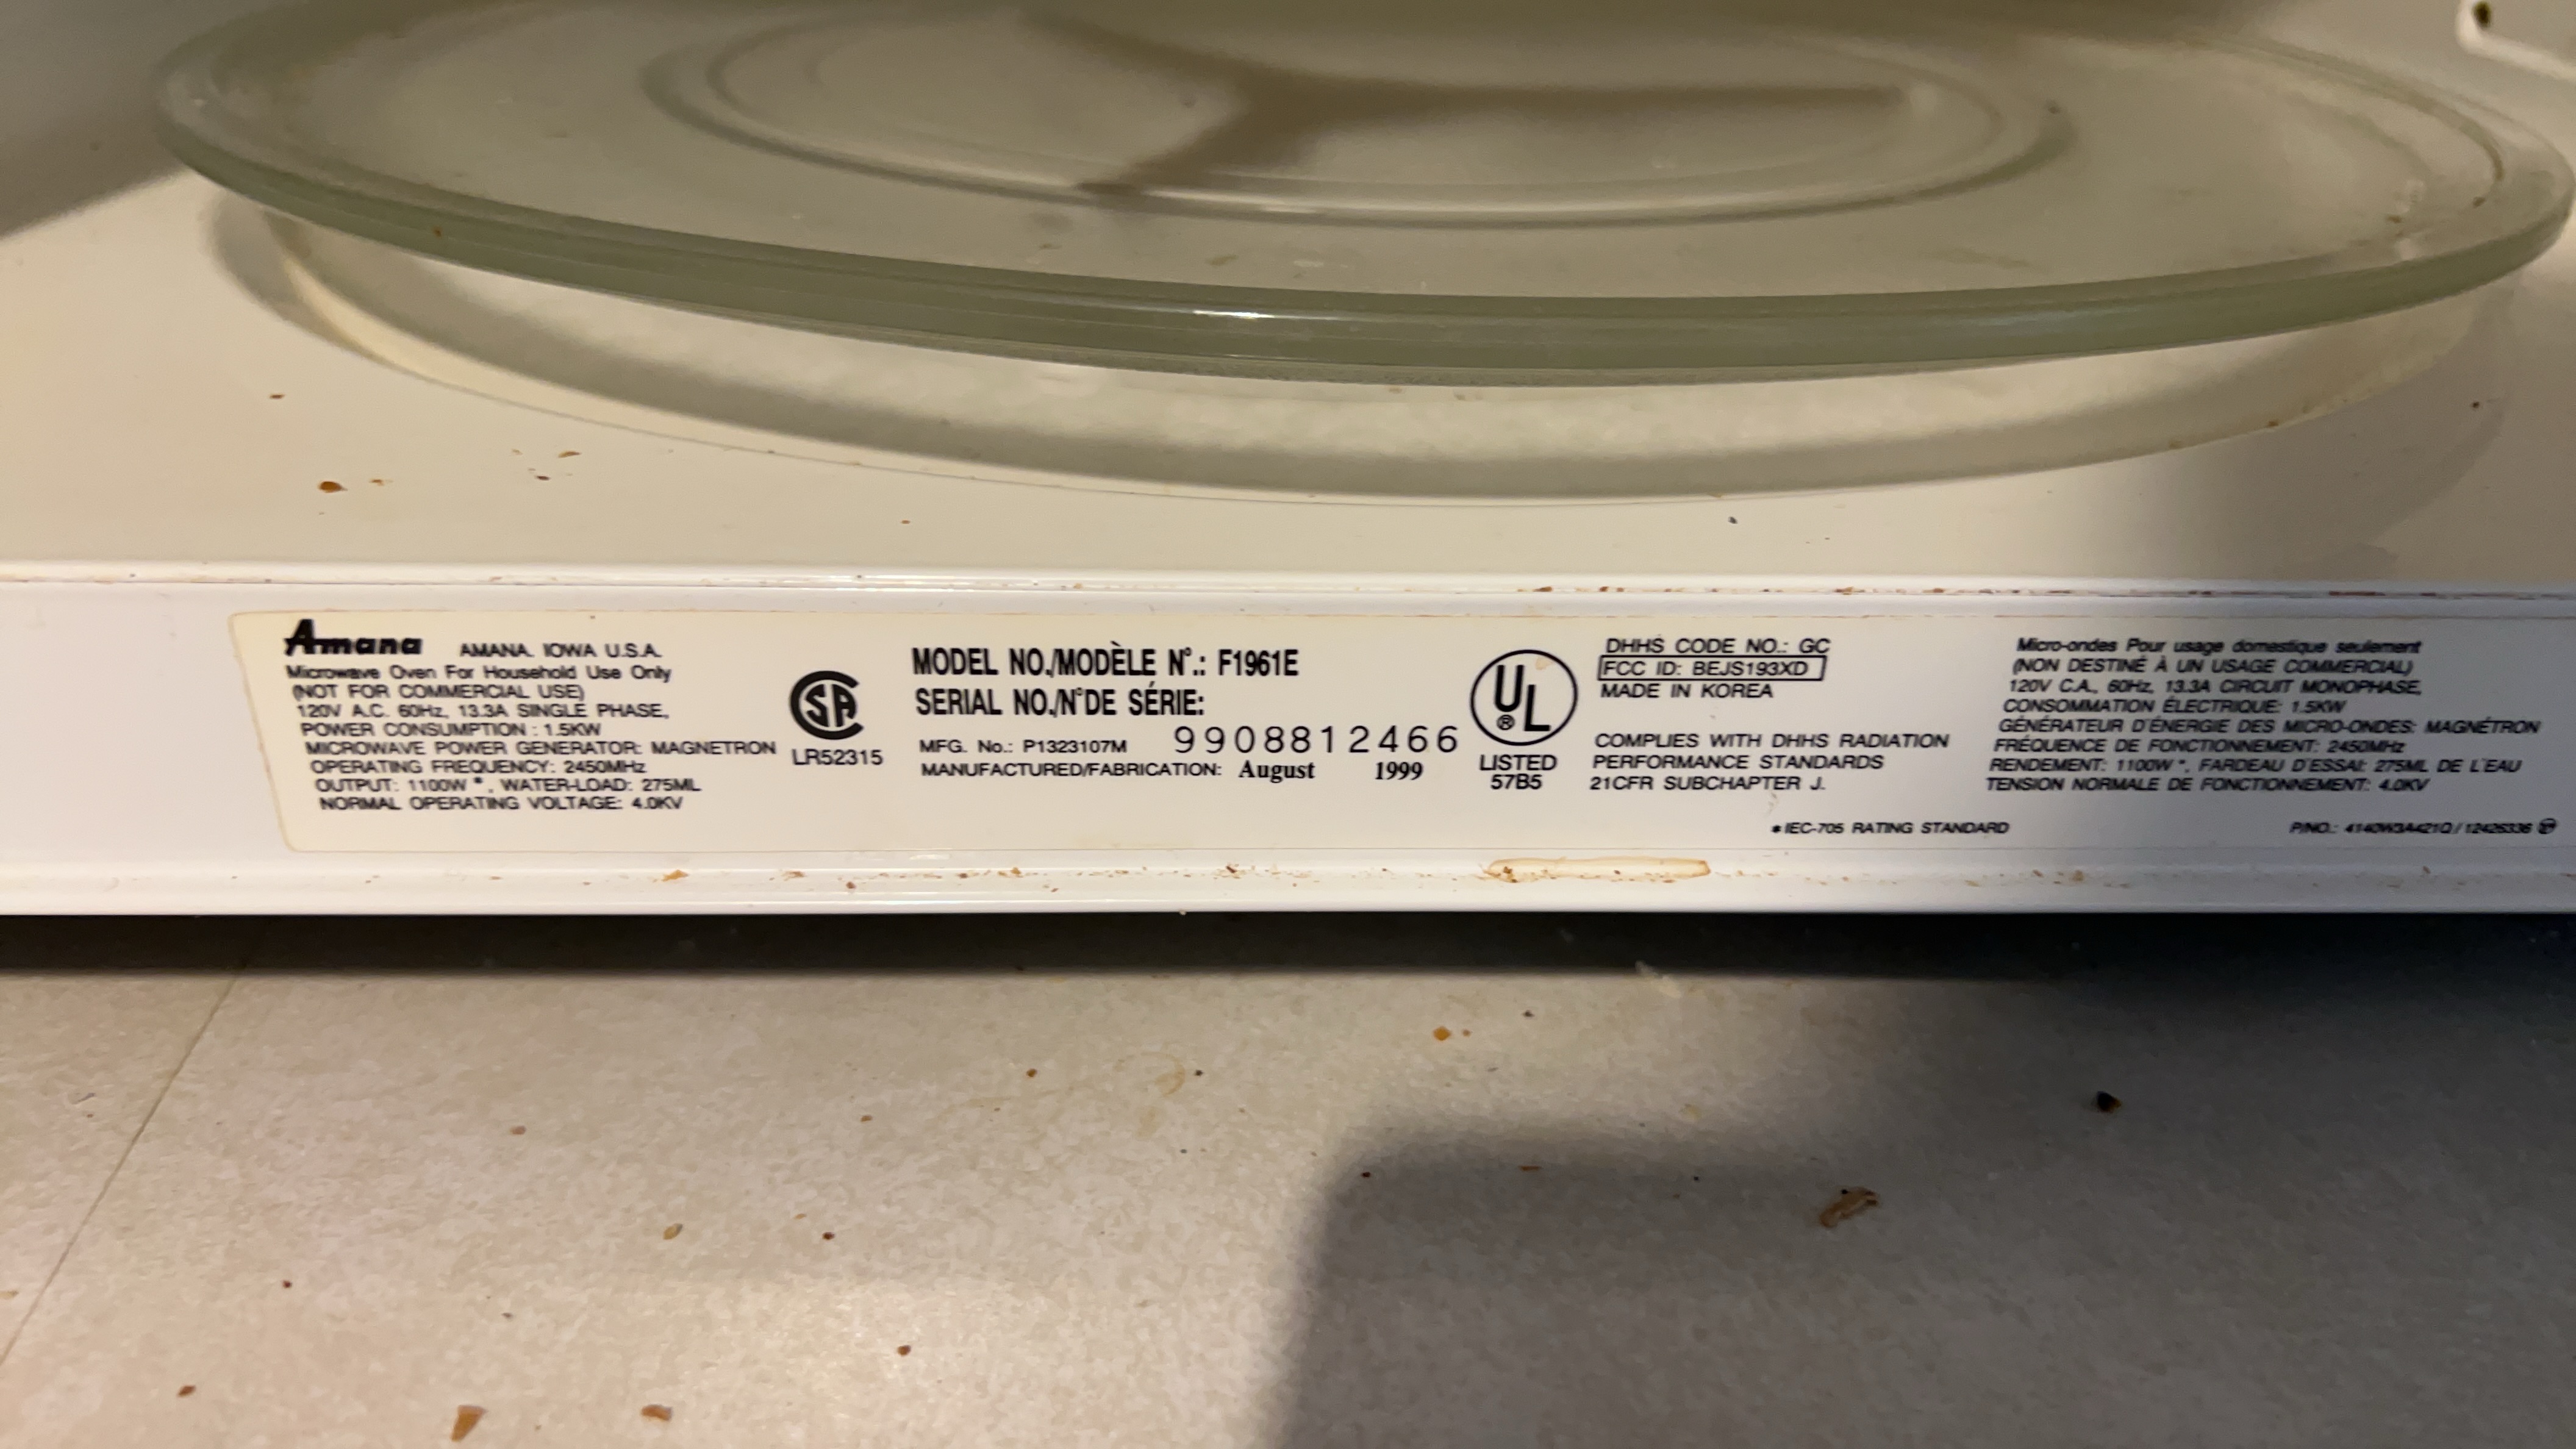 Amana AMANA. IOWA U.S.A.
Microwave Oven For Household Use Only
(NOT FOR COMMERCIAL USE)
120V A.C. 60Hz, 13.3A SINGLE PHASE,
POWER CONSUMPTION : 1.5KW
MICROWAVE POWER GENERATOR: MAGNETRON
OPERATING FREQUENCY: 2450MHz
OUTPUT: 1100W *, WATER-LOAD: 275ML
NORMAL OPERATING VOLTAGE: 4.0KV
SA
LR52315
MODEL NO./MODÈLE N°.: F1961E
SERIAL NO./N°DE SÉRIE:
MFG. No.: P1323107M 9908812466
MANUFACTURED/FABRICATION: August 1999
UL ®
LISTED
57B5
DHHS CODE NO.: GC
FCC ID: BEJS193XD
MADE IN KOREA
COMPLIES WITH DHHS RADIATION
PERFORMANCE STANDARDS
21CFR SUBCHAPTER J.
* IEC-705 RATING STANDARD
Micro-ondes Pour usage domestique seulement
(NON DESTINÉ À UN USAGE COMMERCIAL)
120V C.A., 60Hz, 13.3A CIRCUIT MONOPHASE,
CONSOMMATION ÉLECTRIQUE: 1.5KW
GÉNÉRATEUR D'ÉNERGIE DES MICRO-ONDES: MAGNÉTRON
FRÉQUENCE DE FONCTIONNEMENT: 2450MHz
RENDEMENT: 1100W *, FARDEAU D'ESSAI: 275ML DE L'EAU
TENSION NORMALE DE FONCTIONNEMENT: 4.0KV
P/NO.: 4140W3A421Q / 12426336